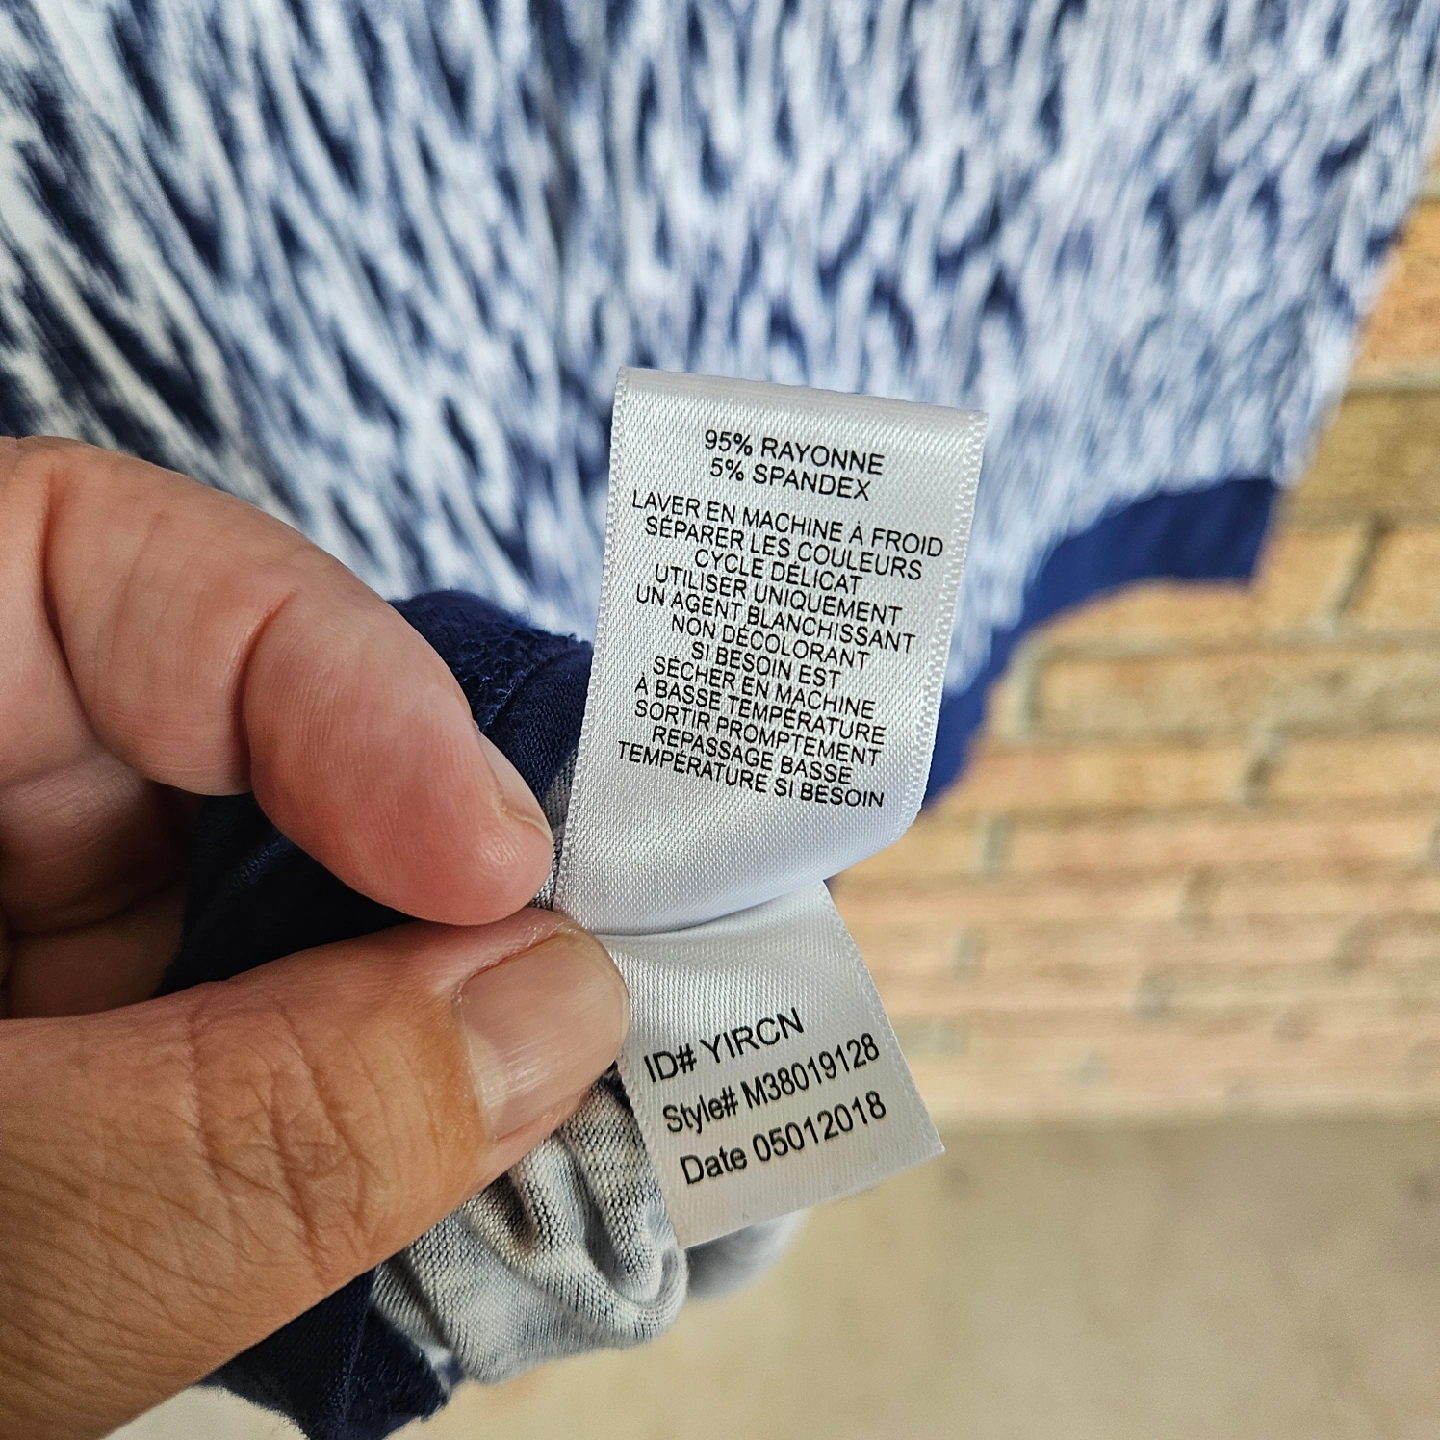 95% RAYONNE
5% SPANDEX
LAVER EN MACHINE À FROID
SÉPARER LES COULEURS
CYCLE DÉLICAT
UTILISER UNIQUEMENT
UN AGENT BLANCHISSANT
NON DÉCOLORANT
SI BESOIN EST
SÉCHER EN MACHINE
À BASSE TEMPÉRATURE
SORTIR PROMPTEMENT
REPASSAGE BASSE
TEMPÉRATURE SI BESOIN
ID# YIRCN
Style# M38019128
Date 05012018